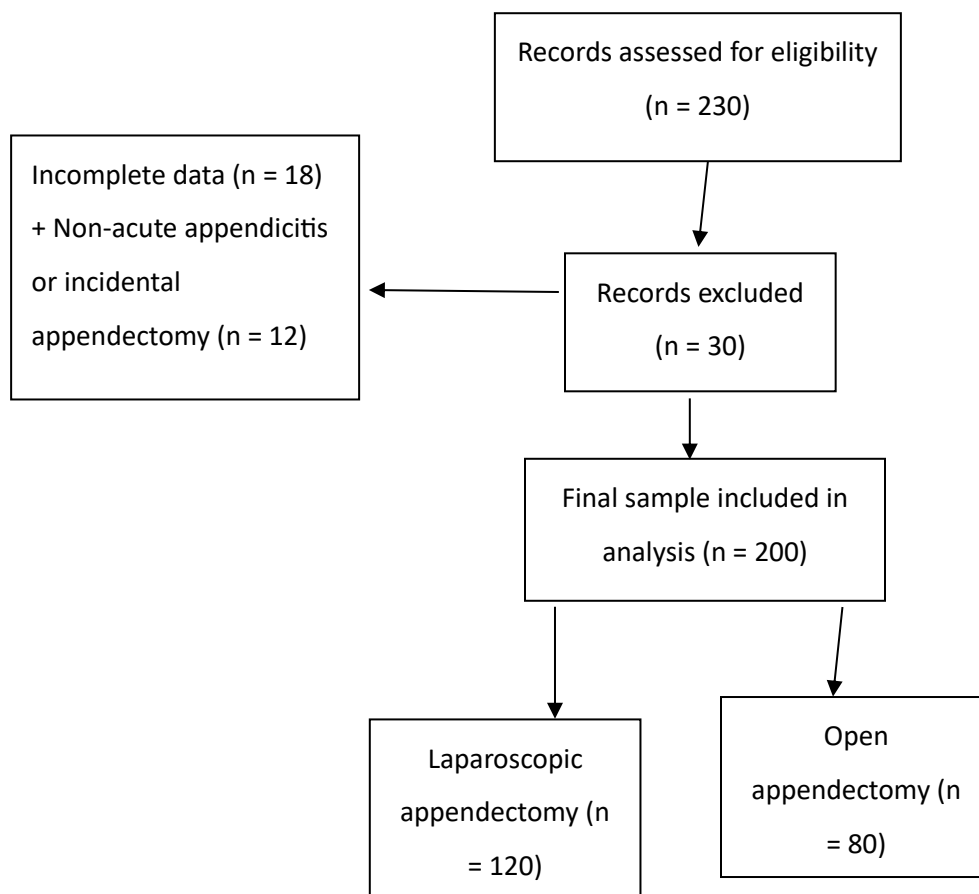 Records assessed for eligibility
(n = 230)
Incomplete data (n = 18)
+ Non-acute appendicitis
or incidental
appendectomy (n = 12)
Records excluded
(n = 30)
Final sample included in
analysis (n = 200)
Laparoscopic
appendectomy (n
= 120)
Open
appendectomy (n
= 80)